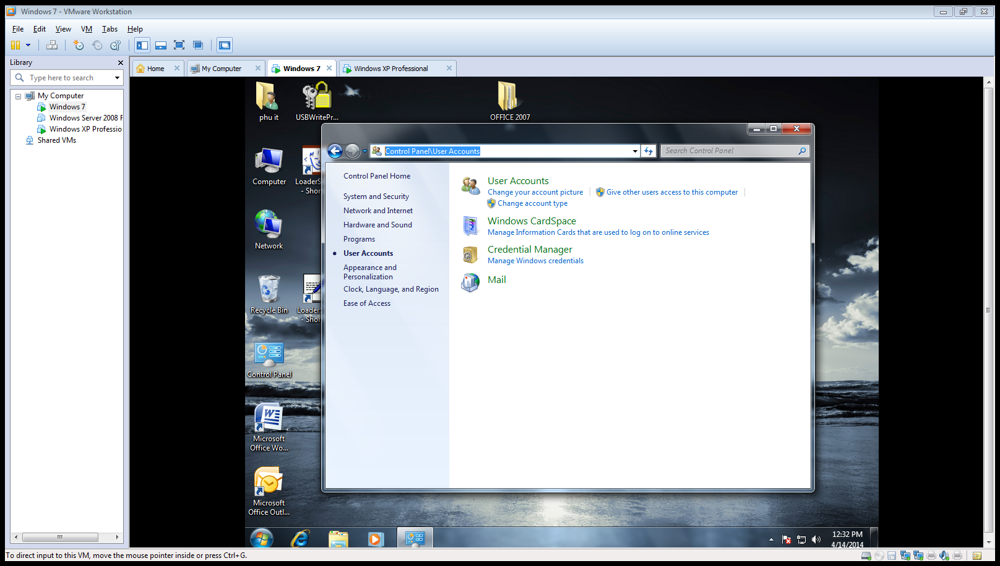 Windows 7 - VMware Workstation
File Edit View VM Tabs Help
Library
Home
My Computer
Windows 7
Windows XP Professional
Type here to search
My Computer
Windows 7
Windows Server 2008 F
Windows XP Professio
Shared VMs
phu it
USBWritePr...
OFFICE 2007
Computer
Loader
- Shor
Network
Recycle Bin
Loader
- Shor
Control Panel
Microsoft
Office Wo...
Microsoft
Office Outl...
Control Panel\User Accounts
Search Control Panel
Control Panel Home
System and Security
Network and Internet
Hardware and Sound
Programs
User Accounts
Appearance and
Personalization
Clock, Language, and Region
Ease of Access
User Accounts
Change your account picture
Give other users access to this computer
Change account type
Windows CardSpace
Manage Information Cards that are used to log on to online services
Credential Manager
Manage Windows credentials
Mail
12:32 PM
4/14/2014
To direct input to this VM, move the mouse pointer inside or press Ctrl+G.